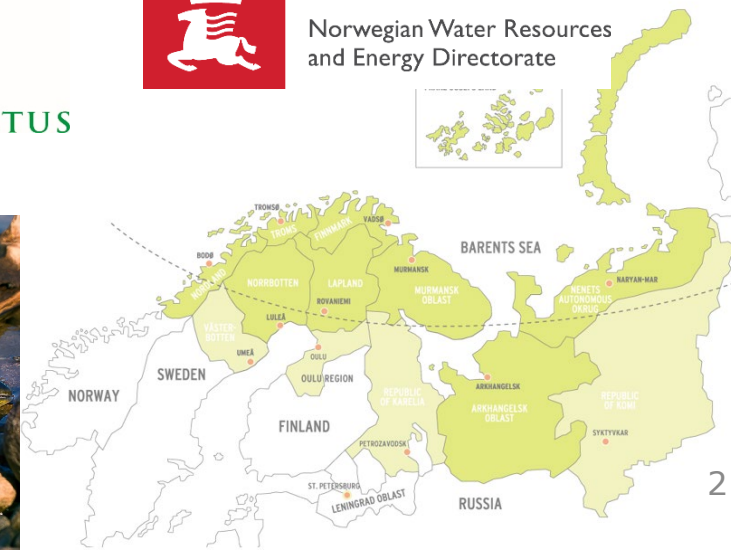 Norwegian Water Resources
and Energy Directorate
TUS
TROMSØ
TROMS
FINNMARK
VADSØ
BARENTS SEA
BODØ
NORDLAND
MURMANSK
NORRBOTTEN
LAPLAND
MURMANSK
OBLAST
NARYAN-MAR
NENETS
AUTONOMOUS
OKRUG
ROVANIEMI
LULEÅ
VÄSTER-
BOTTEN
UMEÅ
OULU
OULU REGION
SWEDEN
NORWAY
REPUBLIC
OF KARELIA
ARKHANGELSK
ARKHANGELSK
OBLAST
REPUBLIC
OF KOMI
FINLAND
SYKTYVKAR
PETROZAVODSK
ST. PETERSBURG
LENINGRAD OBLAST
RUSSIA
2